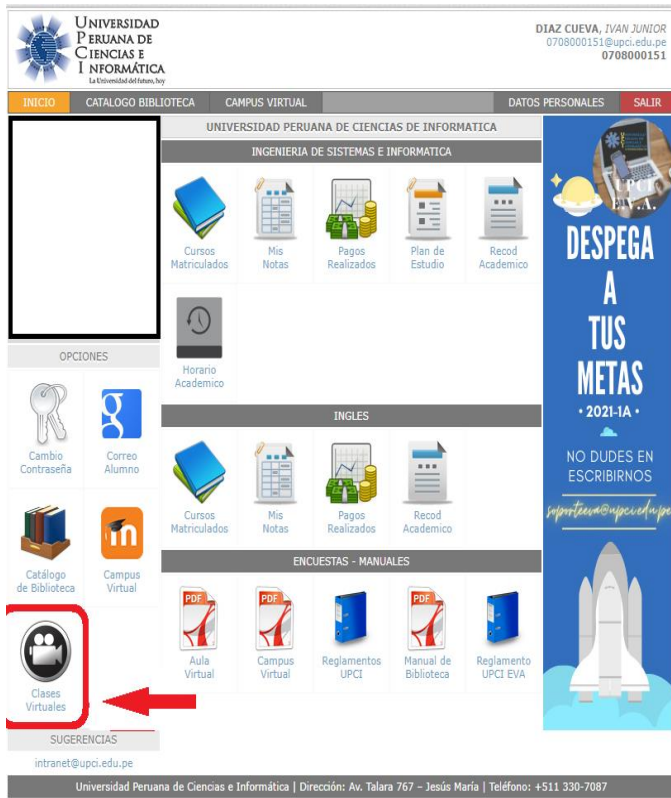 UNIVERSIDAD
PERUANA DE
CIENCIAS E
INFORMÁTICA
La Universidad del futuro, hoy
DIAZ CUEVA, IVAN JUNIOR
0708000151@upci.edu.pe
0708000151
INICIO CATALOGO BIBLIOTECA CAMPUS VIRTUAL DATOS PERSONALES SALIR
UNIVERSIDAD PERUANA DE CIENCIAS DE INFORMATICA
INGENIERIA DE SISTEMAS E INFORMATICA
Cursos Matriculados
Mis Notas
Pagos Realizados
Plan de Estudio
Recod Academico
Horario Academico
OPCIONES
Cambio Contraseña
Correo Alumno
Catálogo de Biblioteca
Campus Virtual
Clases Virtuales
SUGERENCIAS
intranet@upci.edu.pe
INGLES
Cursos Matriculados
Mis Notas
Pagos Realizados
Recod Academico
ENCUESTAS - MANUALES
PDF
Aula Virtual
PDF
Campus Virtual
Reglamentos UPCI
PDF
Manual de Biblioteca
Reglamento UPCI EVA
UPCI
E.V.A.
DESPEGA
A
TUS
METAS
• 2021-1A •
NO DUDES EN
ESCRIBIRNOS
soporteeva@upci.edu.pe
Universidad Peruana de Ciencias e Informática | Dirección: Av. Talara 767 – Jesús María | Teléfono: +511 330-7087